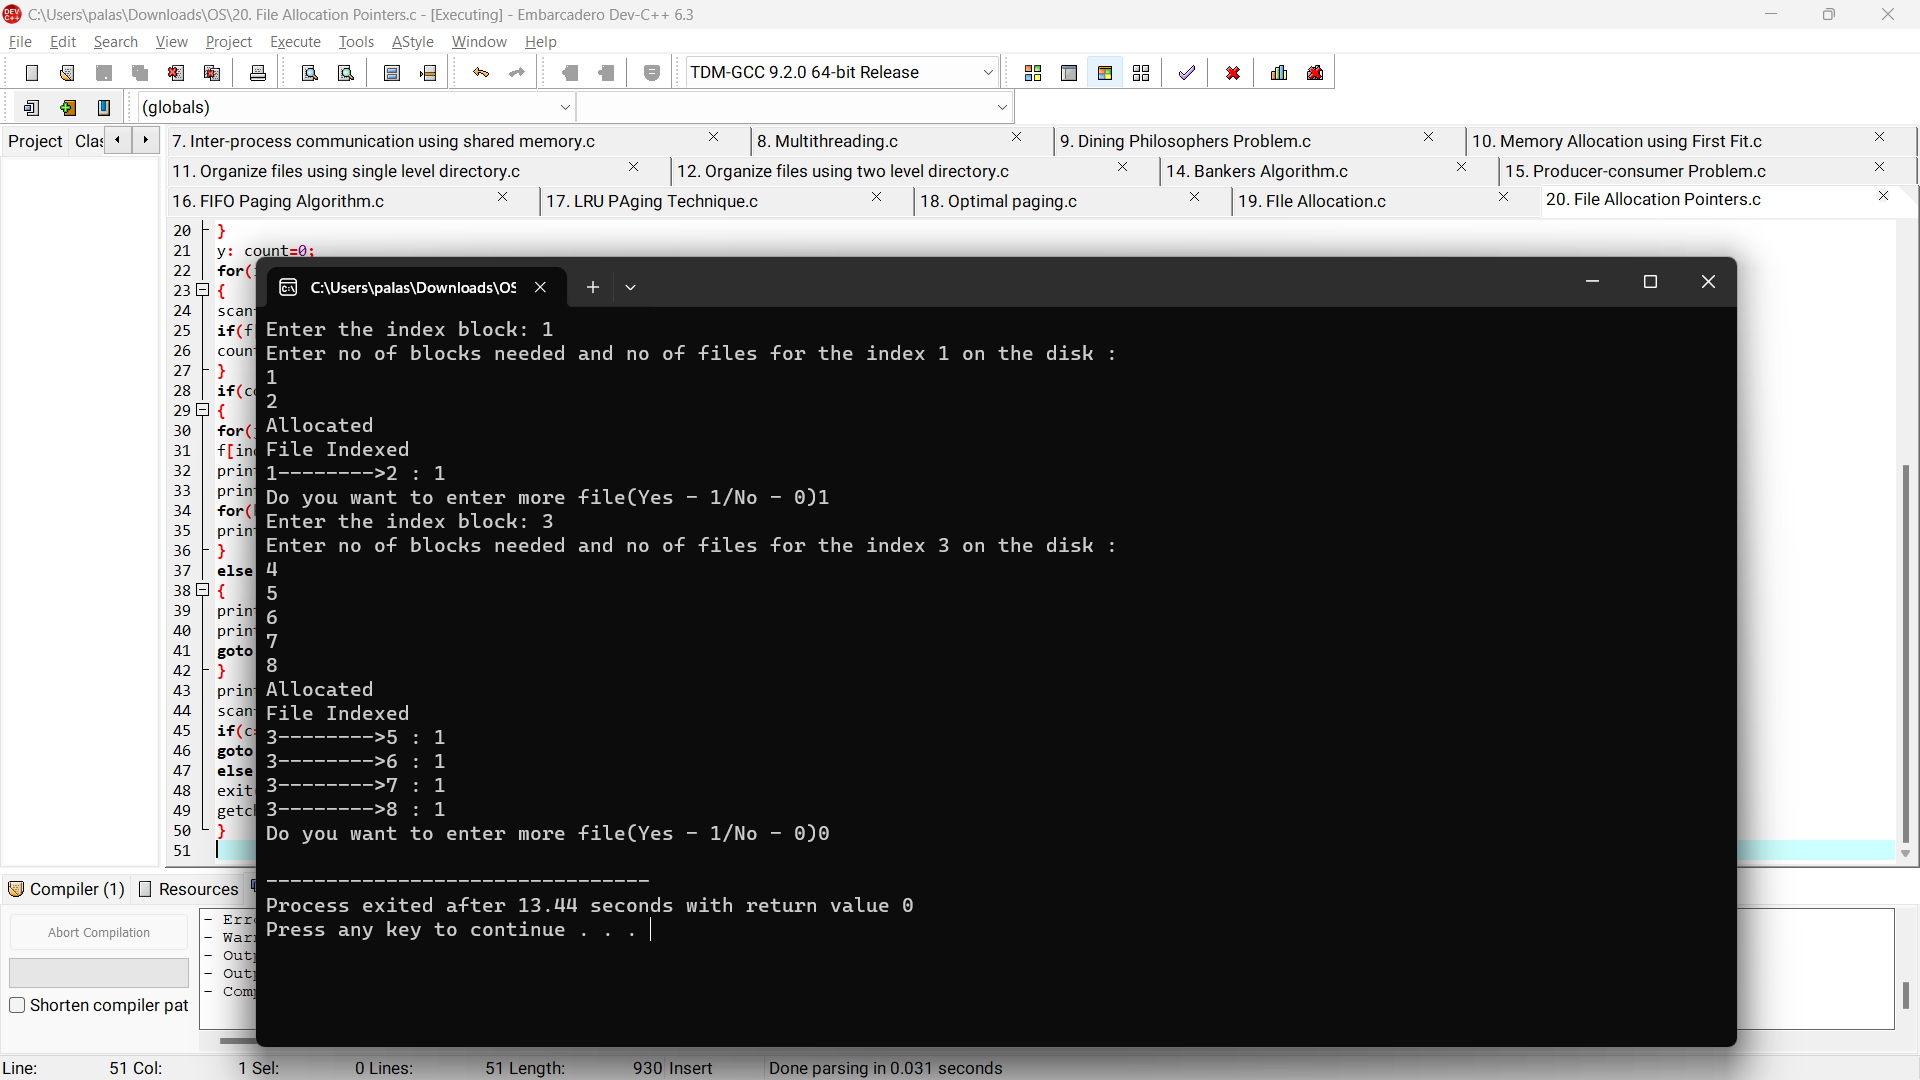 C:\Users\palas\Downloads\OS\20. File Allocation Pointers.c - [Executing] - Embarcadero Dev-C++ 6.3
File Edit Search View Project Execute Tools AStyle Window Help
TDM-GCC 9.2.0 64-bit Release
(globals)
Project Clas
7. Inter-process communication using shared memory.c 8. Multithreading.c 9. Dining Philosophers Problem.c 10. Memory Allocation using First Fit.c
11. Organize files using single level directory.c 12. Organize files using two level directory.c 14. Bankers Algorithm.c 15. Producer-consumer Problem.c
16. FIFO Paging Algorithm.c 17. LRU PAging Technique.c 18. Optimal paging.c 19. FIle Allocation.c 20. File Allocation Pointers.c
20 }
21 y: count=0;
22 for(
23 {
24 scan
25 if(f
26 coun
27 }
28 if(c
29 {
30 for(
31 f[in
32 prin
33 prin
34 for(
35 prin
36 }
37 else
38 {
39 prin
40 prin
41 goto
42 }
43 prin
44 scan
45 if(c
46 goto
47 else
48 exit
49 getc
50 }
51
C:\Users\palas\Downloads\OS
Enter the index block: 1
Enter no of blocks needed and no of files for the index 1 on the disk :
1
2
Allocated
File Indexed
1-------->2 : 1
Do you want to enter more file(Yes - 1/No - 0)1
Enter the index block: 3
Enter no of blocks needed and no of files for the index 3 on the disk :
4
5
6
7
8
Allocated
File Indexed
3-------->5 : 1
3-------->6 : 1
3-------->7 : 1
3-------->8 : 1
Do you want to enter more file(Yes - 1/No - 0)0
--------------------------------
Process exited after 13.44 seconds with return value 0
Press any key to continue . . .
Compiler (1) Resources
Abort Compilation
Shorten compiler pat
- Erro
- Warn
- Outp
- Outp
- Comp
Line: 51 Col: 1 Sel: 0 Lines: 51 Length: 930 Insert Done parsing in 0.031 seconds